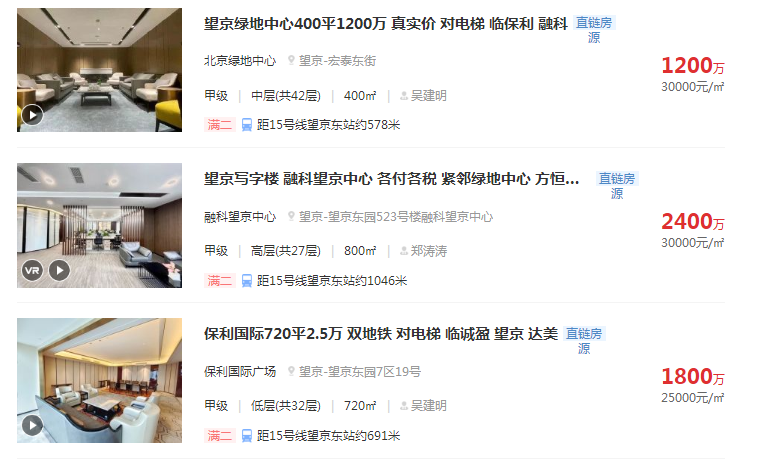 望京绿地中心400平1200万 真实价 对电梯 临保利 融科 直链房源
北京绿地中心 望京-宏泰东街
1200万
30000元/㎡
甲级 | 中层(共42层) | 400㎡ | 吴建明
满二 距15号线望京东站约578米
望京写字楼 融科望京中心 各付各税 紧邻绿地中心 方恒... 直链房源
融科望京中心 望京-望京东园523号楼融科望京中心
2400万
30000元/㎡
VR
甲级 | 高层(共27层) | 800㎡ | 郑涛涛
满二 距15号线望京东站约1046米
保利国际720平2.5万 双地铁 对电梯 临诚盈 望京 达美 直链房源
保利国际广场 望京-望京东园7区19号
1800万
25000元/㎡
甲级 | 低层(共32层) | 720㎡ | 吴建明
满二 距15号线望京东站约691米